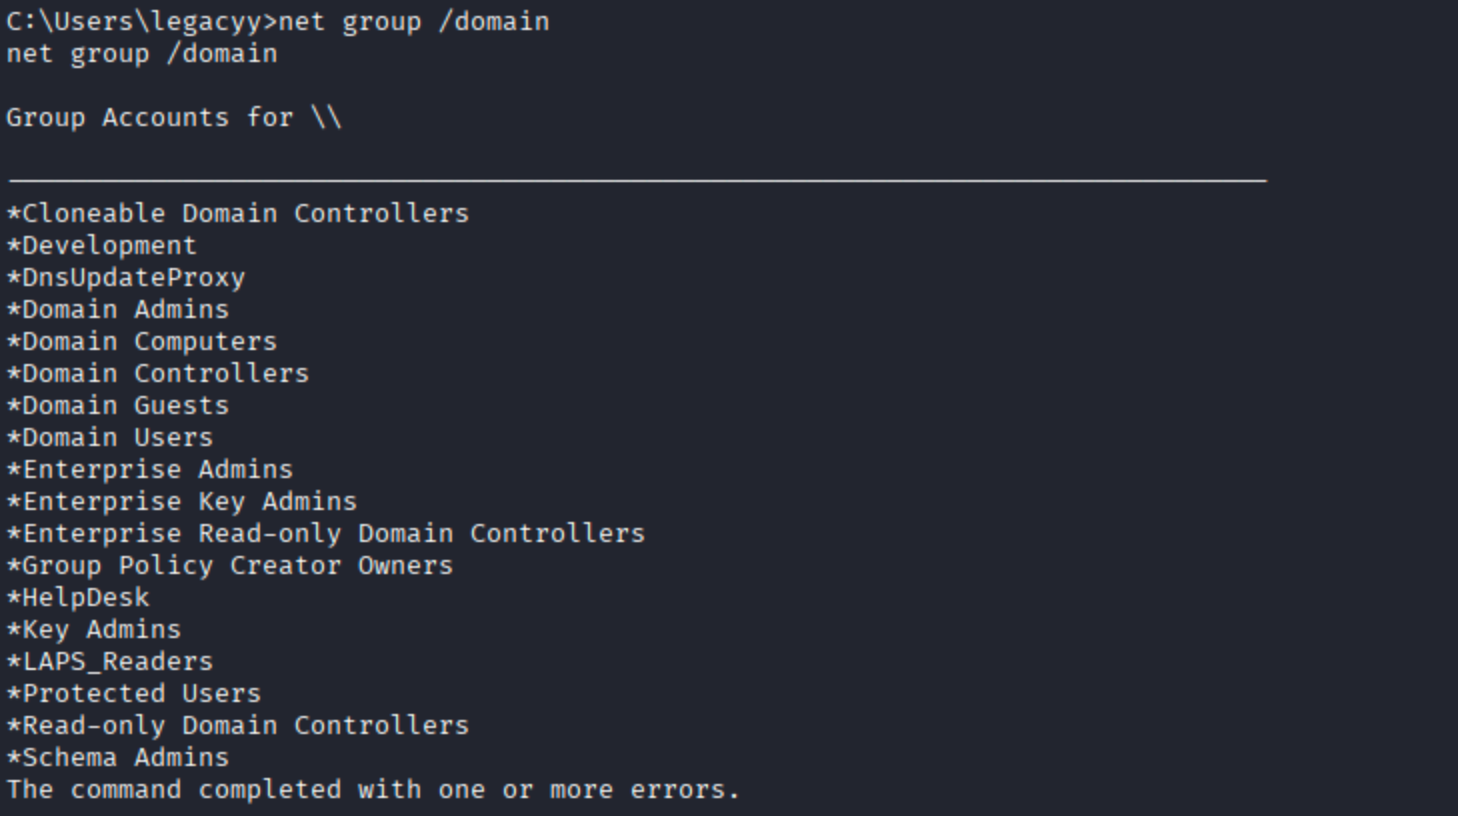 C:\Users\legacyy>net group /domain
net group /domain
Group Accounts for \\
*Cloneable Domain Controllers
*Development
*DnsUpdateProxy
*Domain Admins
*Domain Computers
*Domain Controllers
*Domain Guests
*Domain Users
*Enterprise Admins
*Enterprise Key Admins
*Enterprise Read-only Domain Controllers
*Group Policy Creator Owners
*HelpDesk
*Key Admins
*LAPS_Readers
*Protected Users
*Read-only Domain Controllers
*Schema Admins
The command completed with one or more errors.